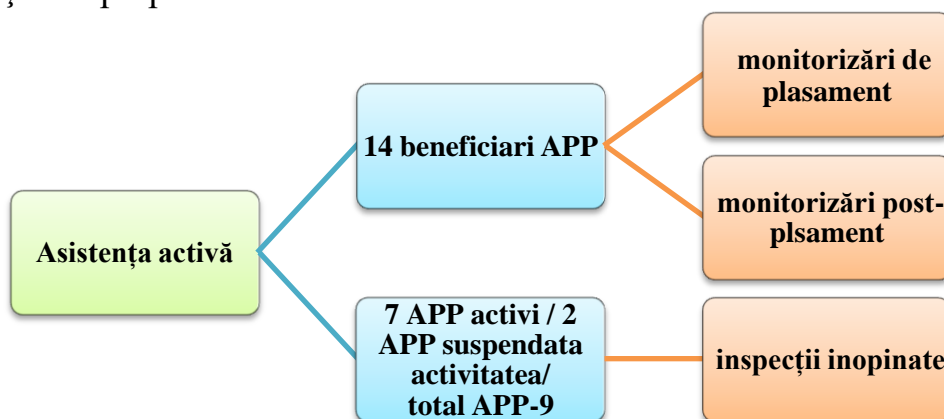 monitorizări de
plasament
14 beneficiari APP
monitorizări post-
plsament
Asistența activă
7 APP activi / 2
APP suspendata
activitatea/
total APP-9
inspecții inopinate